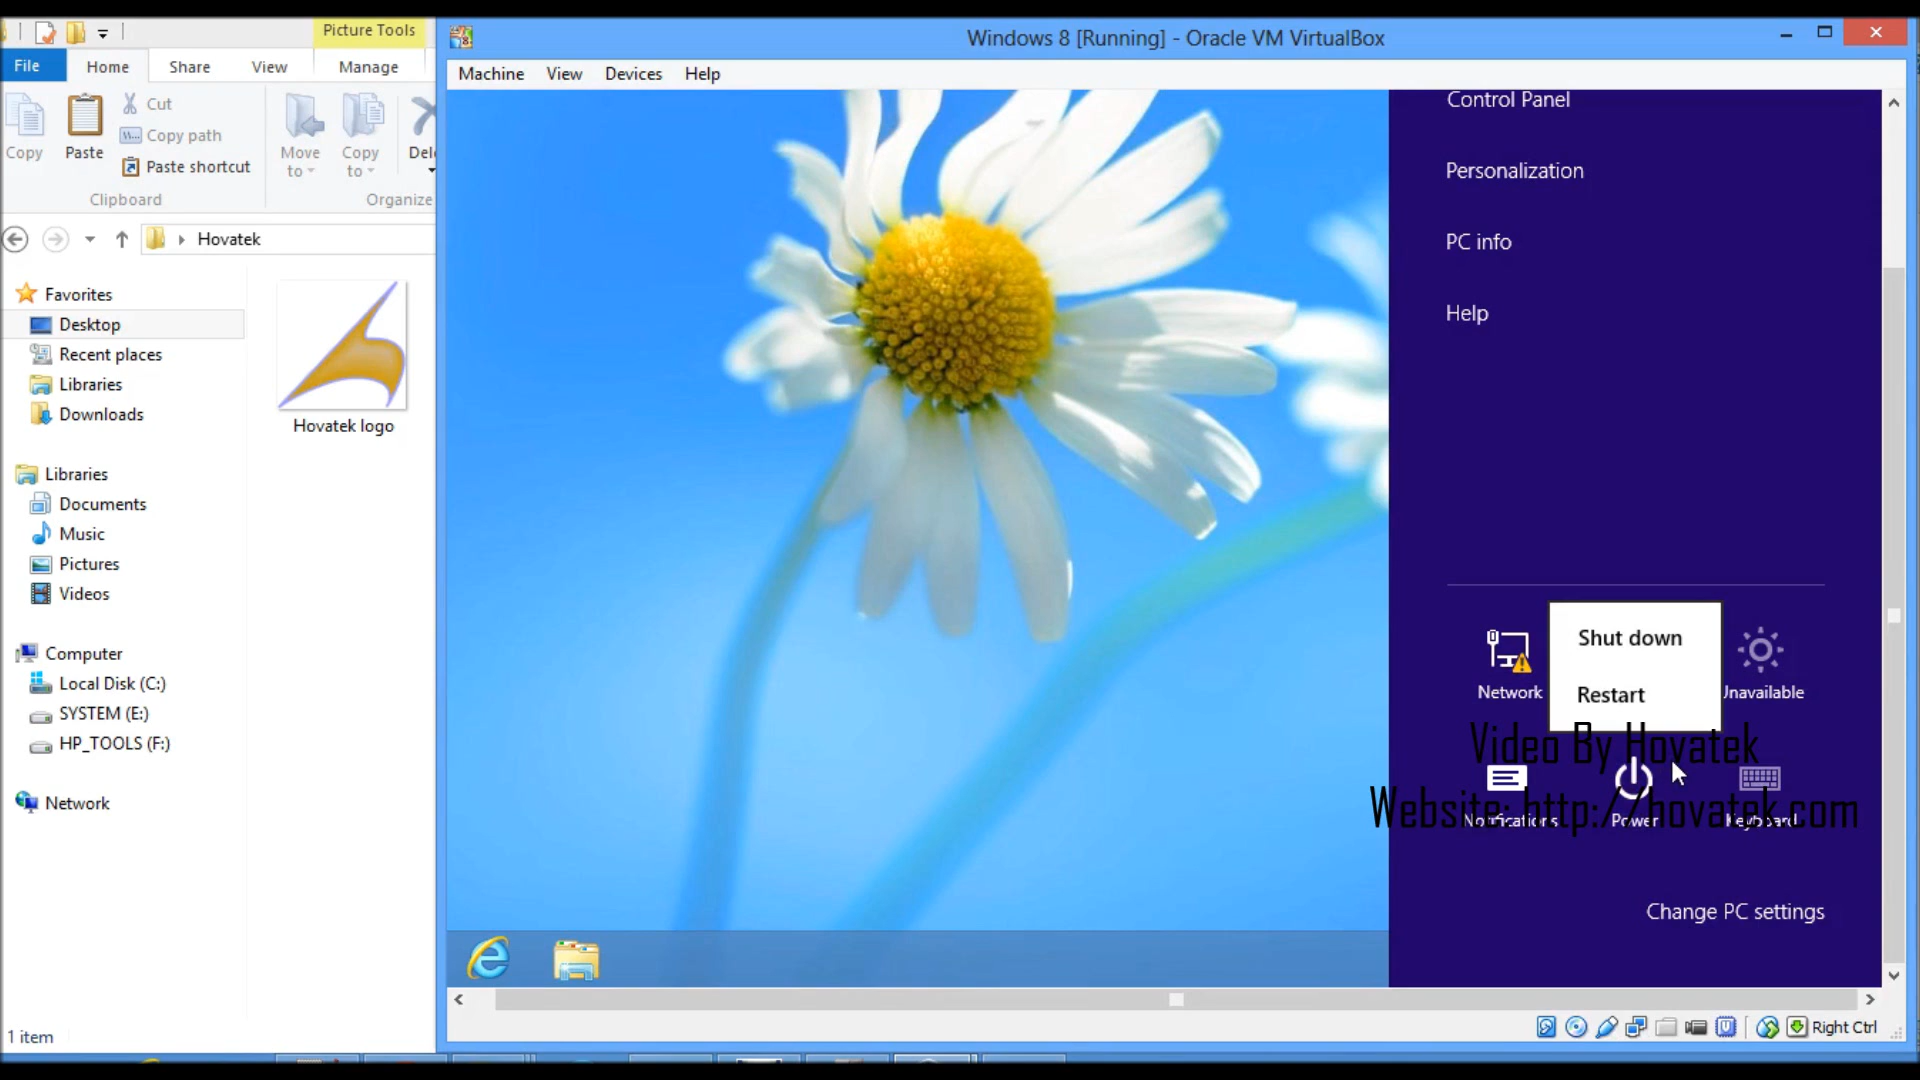 Picture Tools
File
Home
Share
View
Manage
Copy
Paste
Cut
Copy path
Paste shortcut
Move to
Copy to
Clipboard
Organize
Hovatek
Favorites
Desktop
Recent places
Libraries
Downloads
Libraries
Documents
Music
Pictures
Videos
Computer
Local Disk (C:)
SYSTEM (E:)
HP_TOOLS (F:)
Network
Hovatek logo
1 item
Windows 8 [Running] - Oracle VM VirtualBox
Machine
View
Devices
Help
Control Panel
Personalization
PC info
Help
Network
Shut down
Restart
Unavailable
Video By Hovatek
Website: http://hovatek.com
Notifications
Power
Keyboard
Change PC settings
Right Ctrl